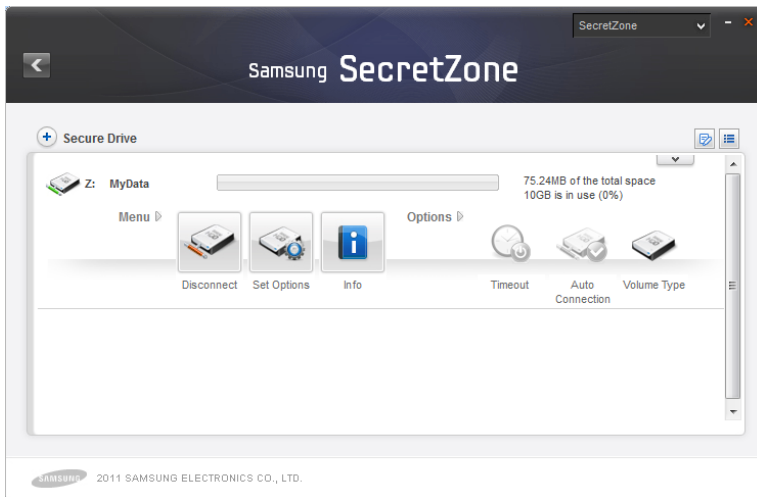 SecretZone
Samsung SecretZone
Secure Drive
Z: MyData
75.24MB of the total space
10GB is in use (0%)
Menu
Options
Disconnect
Set Options
Info
Timeout
Auto
Connection
Volume Type
SAMSUNG
2011 SAMSUNG ELECTRONICS CO., LTD.